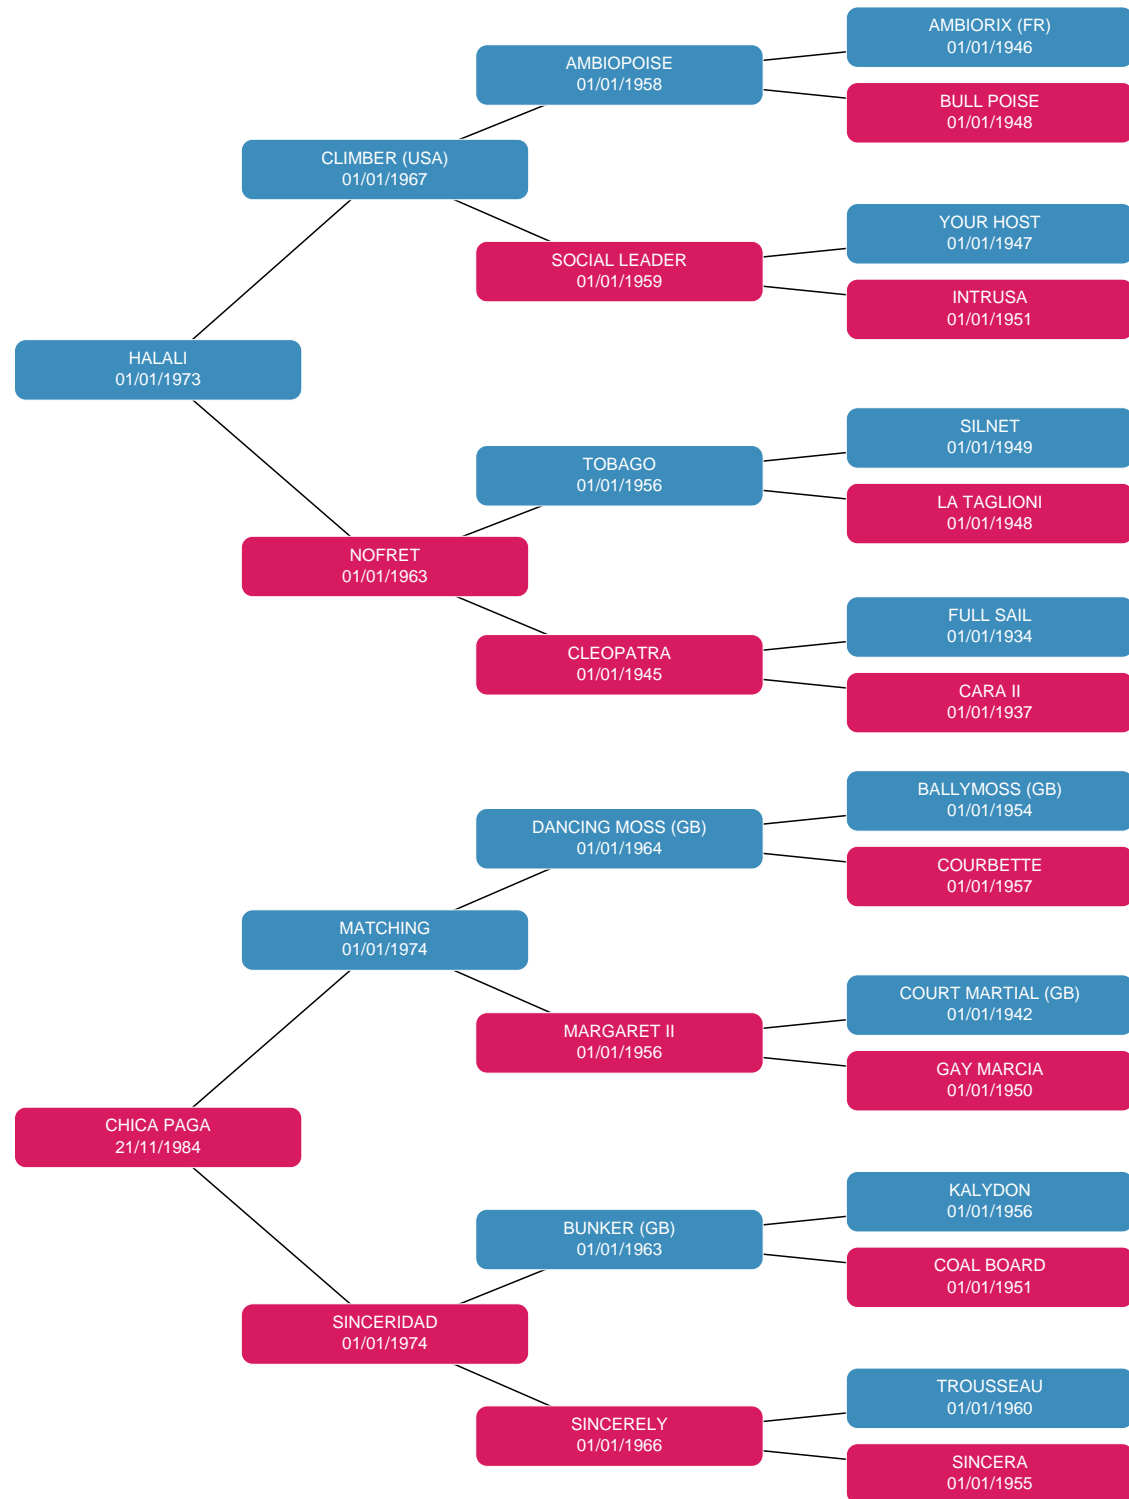 AMBIORIX (FR)
01/01/1946
AMBIOPOISE
01/01/1958
BULL POISE
01/01/1948
CLIMBER (USA)
01/01/1967
YOUR HOST
01/01/1947
SOCIAL LEADER
01/01/1959
INTRUSA
01/01/1951
HALALI
01/01/1973
SILNET
01/01/1949
TOBAGO
01/01/1956
LA TAGLIONI
01/01/1948
NOFRET
01/01/1963
FULL SAIL
01/01/1934
CLEOPATRA
01/01/1945
CARA II
01/01/1937
BALLYMOSS (GB)
01/01/1954
DANCING MOSS (GB)
01/01/1964
COURBETTE
01/01/1957
MATCHING
01/01/1974
COURT MARTIAL (GB)
01/01/1942
MARGARET II
01/01/1956
GAY MARCIA
01/01/1950
CHICA PAGA
21/11/1984
KALYDON
01/01/1956
BUNKER (GB)
01/01/1963
COAL BOARD
01/01/1951
SINCERIDAD
01/01/1974
TROUSSEAU
01/01/1960
SINCERELY
01/01/1966
SINCERA
01/01/1955